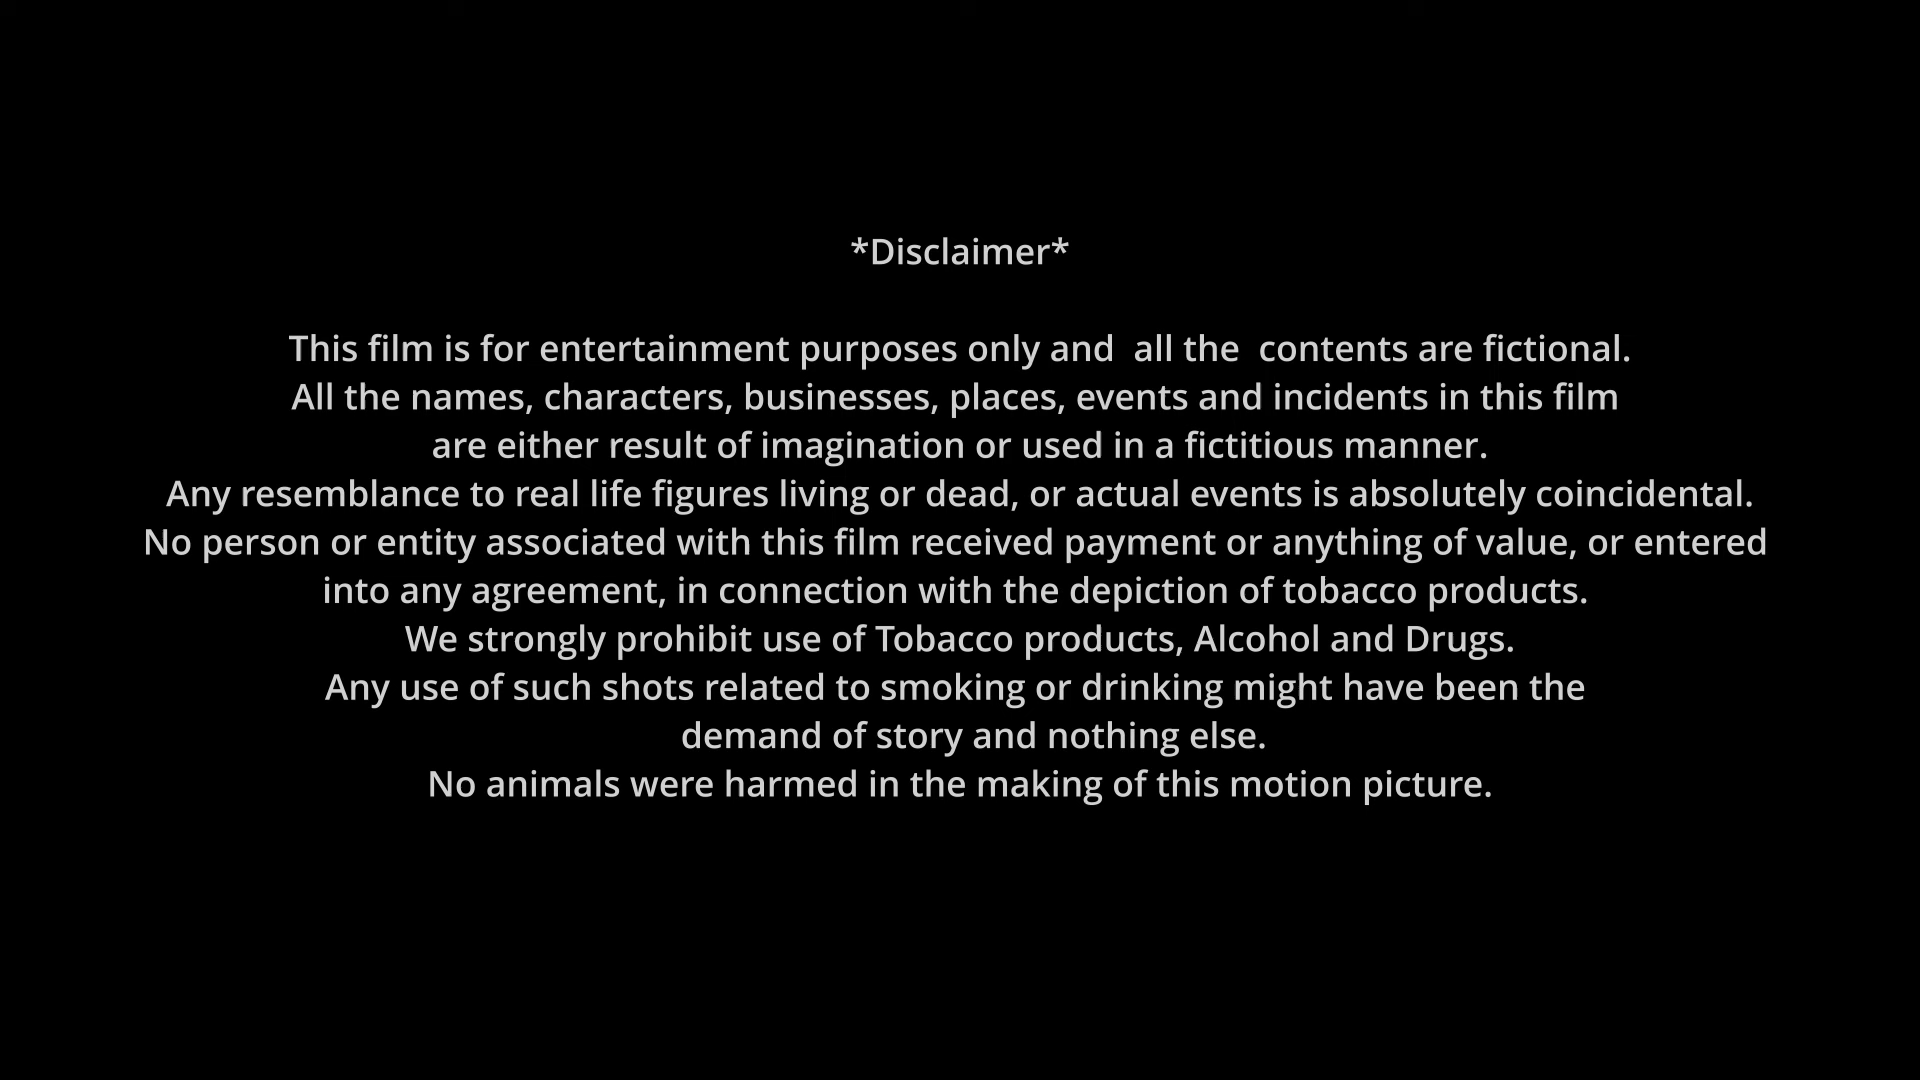 *Disclaimer*
This film is for entertainment purposes only and  all the  contents are fictional.
All the names, characters, businesses, places, events and incidents in this film
are either result of imagination or used in a fictitious manner.
Any resemblance to real life figures living or dead, or actual events is absolutely coincidental.
No person or entity associated with this film received payment or anything of value, or entered
into any agreement, in connection with the depiction of tobacco products.
We strongly prohibit use of Tobacco products, Alcohol and Drugs.
Any use of such shots related to smoking or drinking might have been the
demand of story and nothing else.
No animals were harmed in the making of this motion picture.